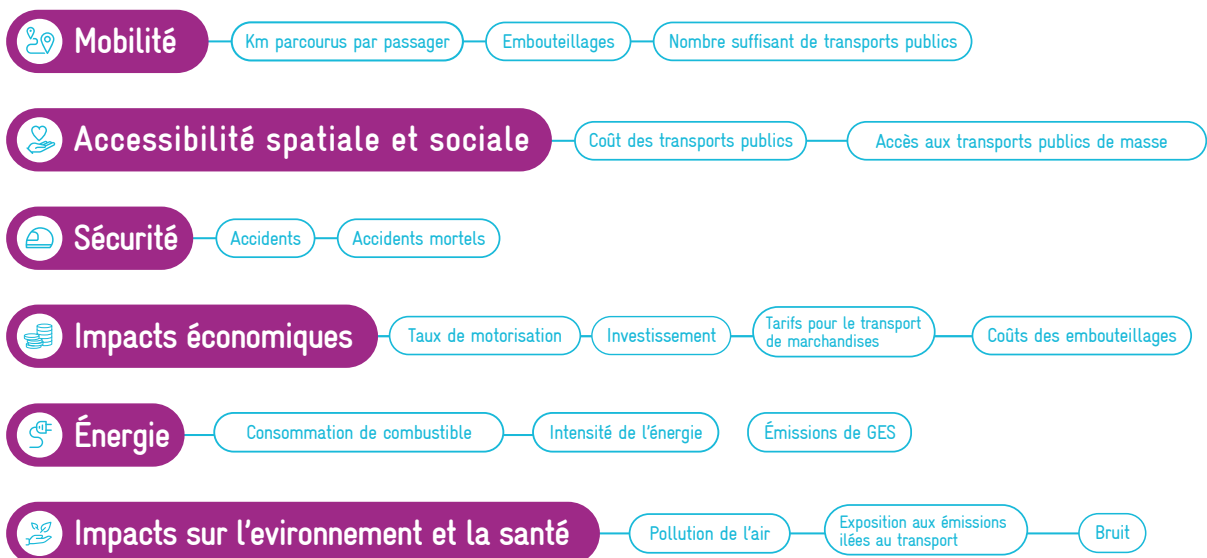 Mobilité
Km parcourus par passager
Embouteillages
Nombre suffisant de transports publics
Accessibilité spatiale et sociale
Coût des transports publics
Accès aux transports publics de masse
Sécurité
Accidents
Accidents mortels
Impacts économiques
Taux de motorisation
Investissement
Tarifs pour le transport
de marchandises
Coûts des embouteillages
Énergie
Consommation de combustible
Intensité de l'énergie
Émissions de GES
Impacts sur l'evironnement et la santé
Pollution de l'air
Exposition aux émissions
ilées au transport
Bruit